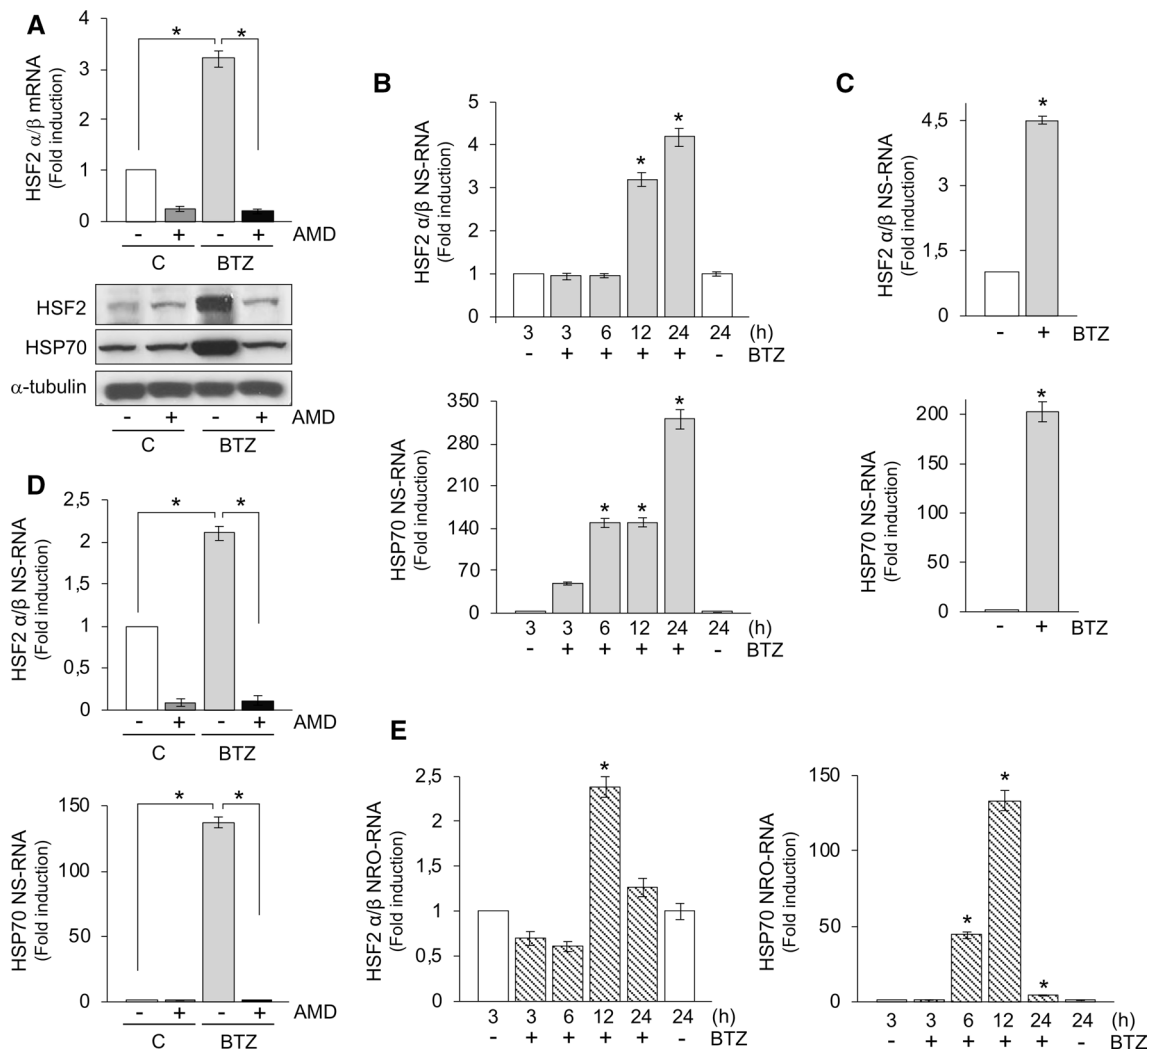 A
HSF2 α/β mRNA
(Fold induction)
4
3
2
1
0
* *
- + - + AMD
C BTZ
HSF2
HSP70
α-tubulin
- + - + AMD
C BTZ
B
HSF2 α/β NS-RNA
(Fold induction)
5
4
3
2
1
0
* *
3 3 6 12 24 24 (h)
- + + + + - BTZ
HSP70 NS-RNA
(Fold induction)
350
280
210
140
70
0
* * *
3 3 6 12 24 24 (h)
- + + + + - BTZ
C
HSF2 α/β NS-RNA
(Fold induction)
4,5
3
1,5
0
*
- + BTZ
HSP70 NS-RNA
(Fold induction)
200
150
100
50
0
*
- + BTZ
D
HSF2 α/β NS-RNA
(Fold induction)
2,5
2
1,5
1
0,5
0
* *
- + - + AMD
C BTZ
HSP70 NS-RNA
(Fold induction)
150
100
50
0
* *
- + - + AMD
C BTZ
E
HSF2 α/β NRO-RNA
(Fold induction)
2,5
2
1,5
1
0,5
0
*
3 3 6 12 24 24 (h)
- + + + + - BTZ
HSP70 NRO-RNA
(Fold induction)
150
100
50
0
* * *
3 3 6 12 24 24 (h)
- + + + + - BTZ